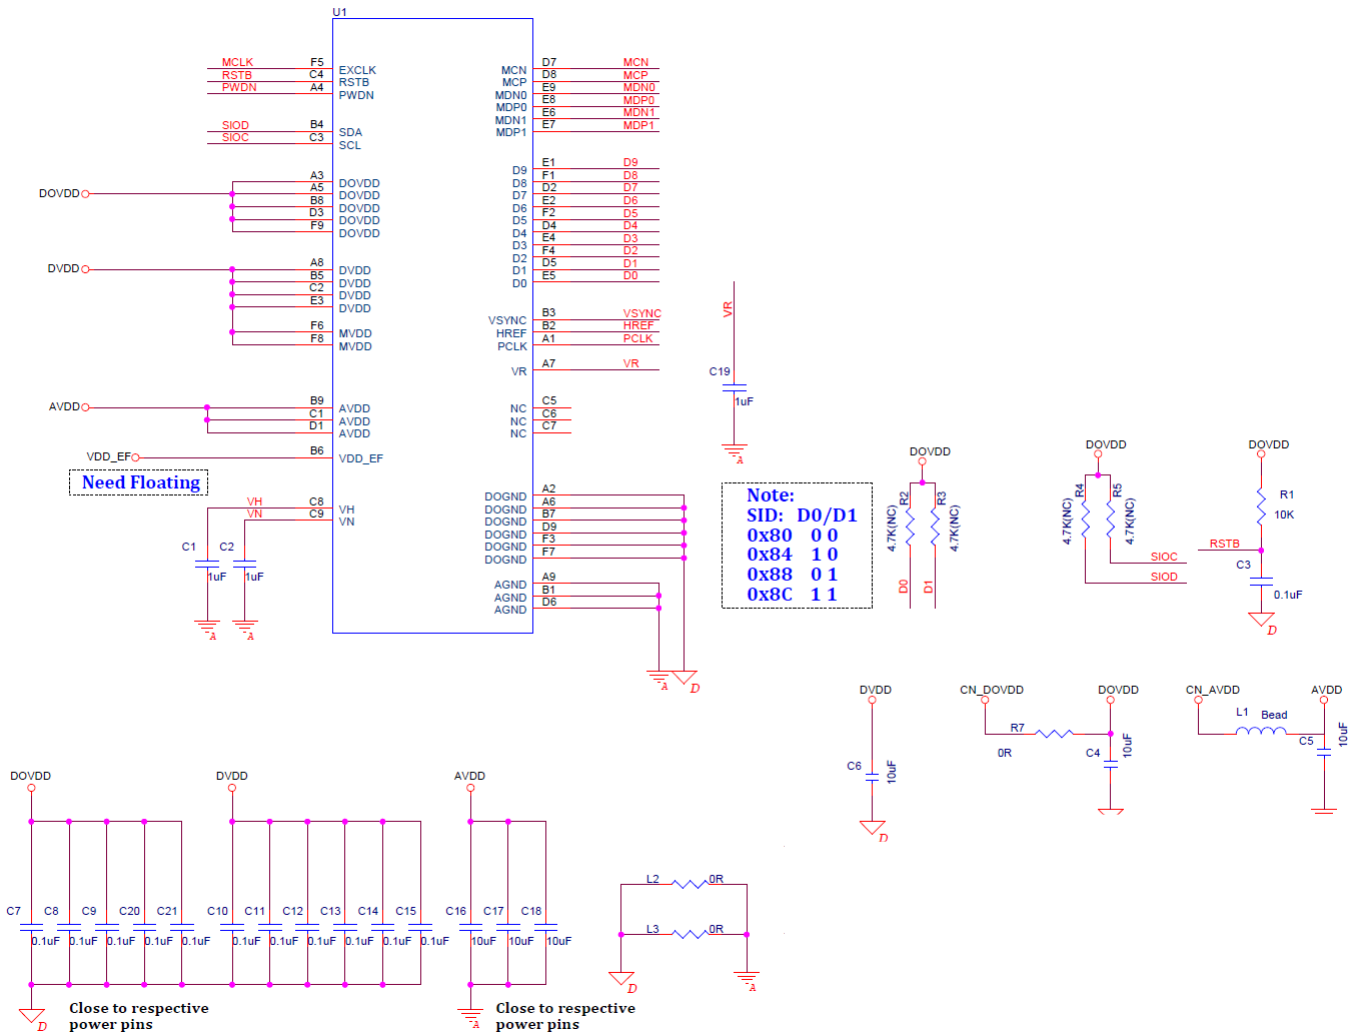 U1
MCLK F5 EXCLK
RSTB C4 RSTB
PWDN A4 PWDN
SIOD B4 SDA
SIOC C3 SCL
A3 DOVDD
DOVDD A5 DOVDD
B8 DOVDD
D3 DOVDD
F9 DOVDD
DVDD A8 DVDD
B5 DVDD
C2 DVDD
E3 DVDD
F6 MVDD
F8 MVDD
AVDD B9 AVDD
C1 AVDD
D1 AVDD
VDD_EF B6 VDD_EF
Need Floating
VH C8 VH
VN C9 VN
C1 C2
1uF 1uF
A A
MCN D7 MCN
MCP D8 MCP
MDN0 E9 MDN0
MDP0 E8 MDP0
MDN1 E6 MDN1
MDP1 E7 MDP1
D9 E1 D9
D8 F1 D8
D7 D2 D7
D6 E2 D6
D5 F2 D5
D4 D4 D4
D3 E4 D3
D2 F4 D2
D1 D5 D1
D0 E5 D0
VSYNC B3 VSYNC
HREF B2 HREF
PCLK A1 PCLK
VR A7 VR
NC C5
NC C6
NC C7
DOGND A2
DOGND A6
DOGND B7
DOGND D9
DOGND F3
DOGND F7
AGND A9
AGND B1
AGND D6
A D
VR
C19
1uF
A
Note:
SID: D0/D1
0x80 0 0
0x84 1 0
0x88 0 1
0x8C 1 1
DOVDD
R2 R3
4.7K(NC) 4.7K(NC)
D0 D1
DOVDD
R4 R5
4.7K(NC) 4.7K(NC)
SIOC
SIOD
DOVDD
R1
10K
RSTB
C3
0.1uF
D
DVDD
C6
10uF
D
CN_DOVDD DOVDD
R7
0R
C4
10uF
CN_AVDD AVDD
L1 Bead
C5
10uF
DOVDD
C7 C8 C9 C20 C21
0.1uF 0.1uF 0.1uF 0.1uF 0.1uF
D
DVDD
C10 C11 C12 C13 C14 C15
0.1uF 0.1uF 0.1uF 0.1uF 0.1uF 0.1uF
Close to respective
power pins
AVDD
C16 C17 C18
10uF 10uF 10uF
A
Close to respective
power pins
L2 0R
L3 0R
D A